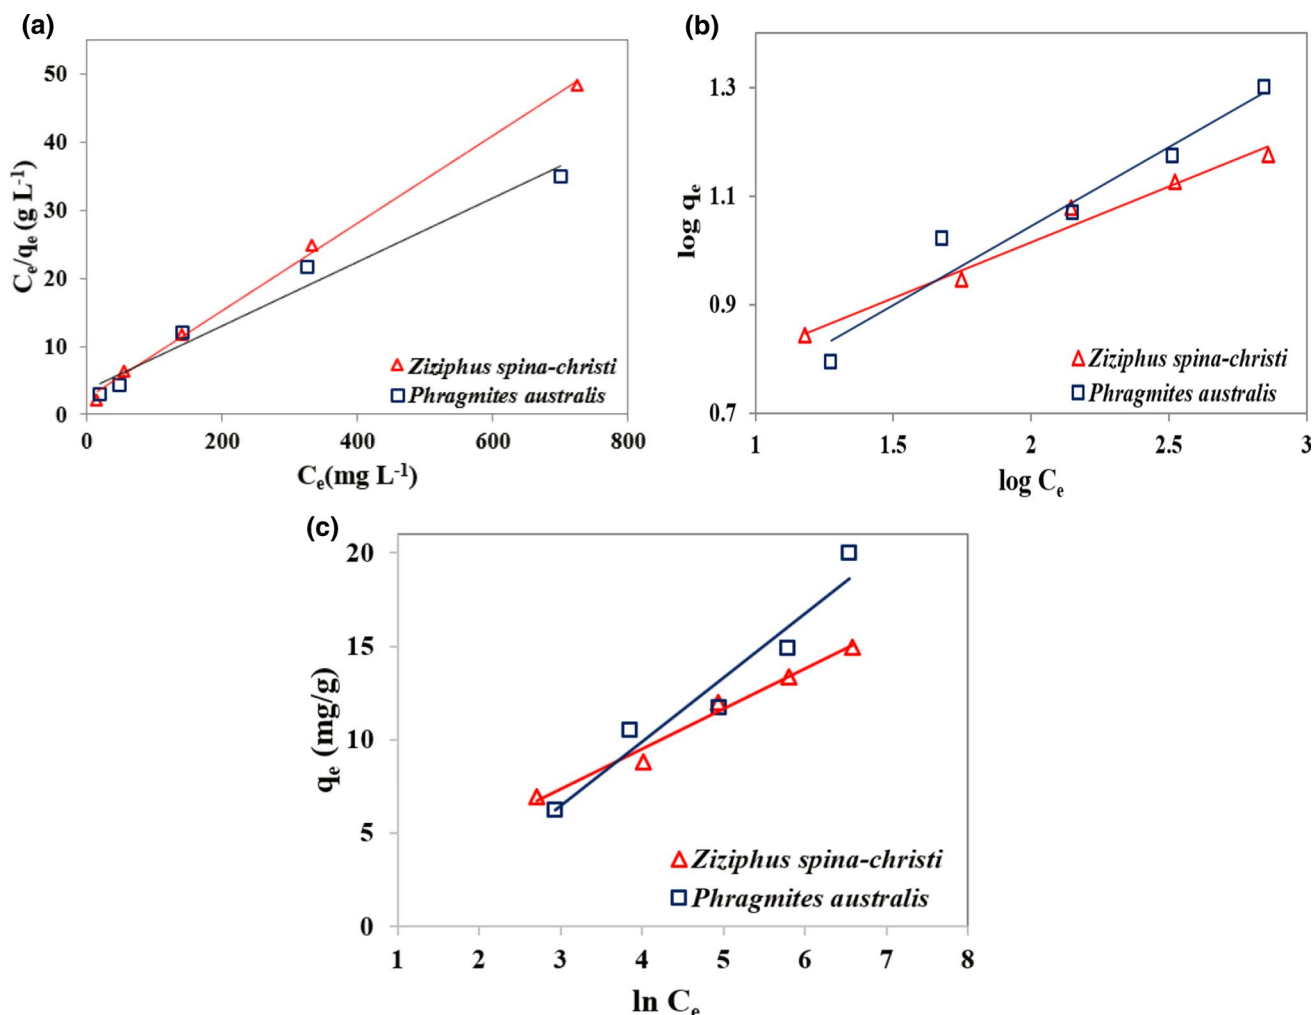 (a)
50
40
30
20
10
0
0 200 400 600 800
Cₑ/qₑ (g L⁻¹)
Cₑ(mg L⁻¹)
Ziziphus spina-christi
Phragmites australis
(b)
1.3
1.1
0.9
0.7
1 1.5 2 2.5 3
log qₑ
log Cₑ
Ziziphus spina-christi
Phragmites australis
(c)
20
15
10
5
0
1 2 3 4 5 6 7 8
qₑ (mg/g)
ln Cₑ
Ziziphus spina-christi
Phragmites australis